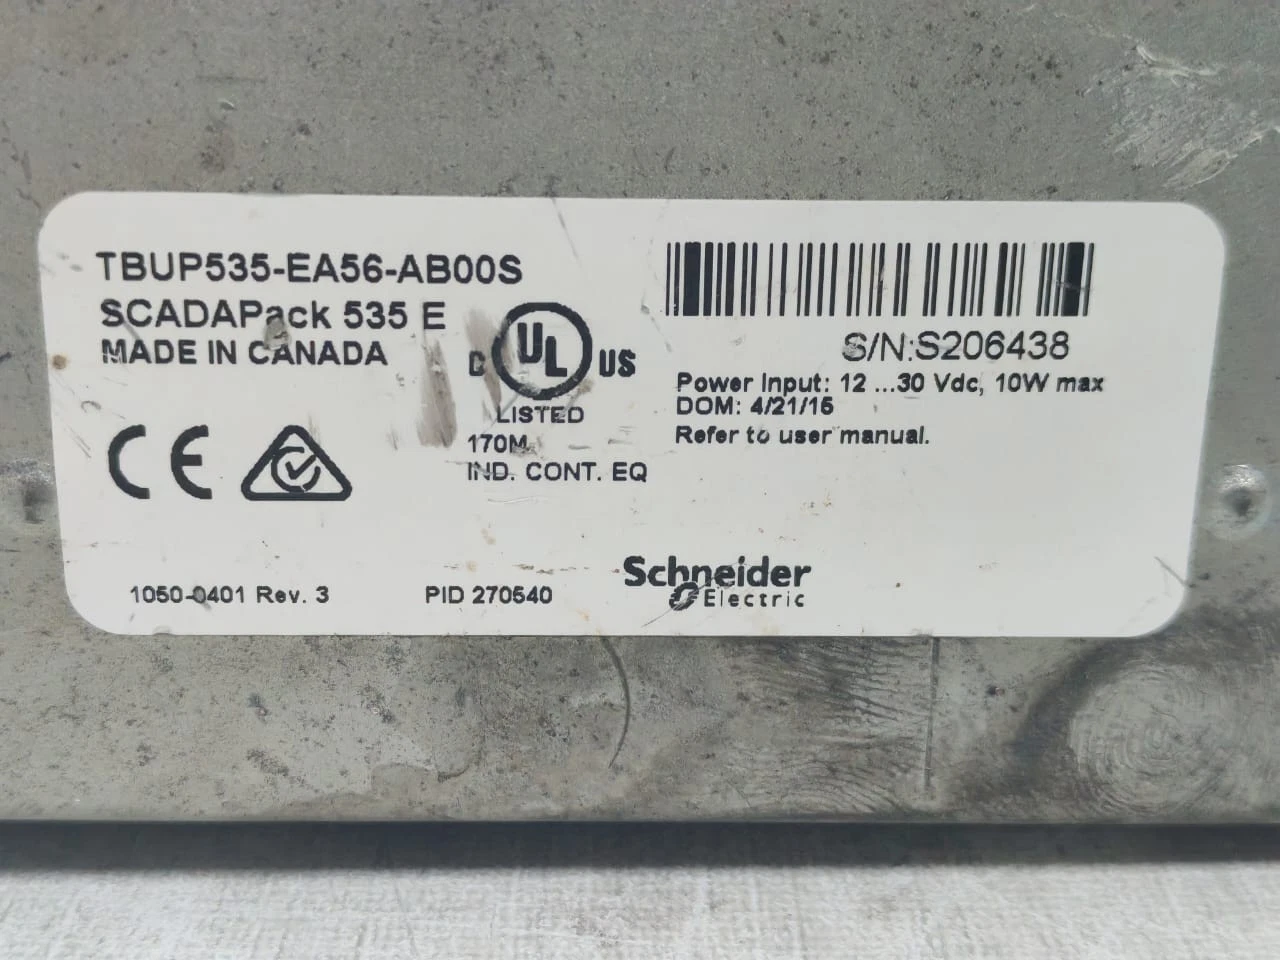 TBUP535-EA56-AB00S
SCADAPack 535 E
MADE IN CANADA
C UL US
LISTED
170M
IND. CONT. EQ
CE
S/N:S206438
Power Input: 12 ...30 Vdc, 10W max
DOM: 4/21/15
Refer to user manual.
1050-0401 Rev. 3
PID 270540
Schneider
Electric